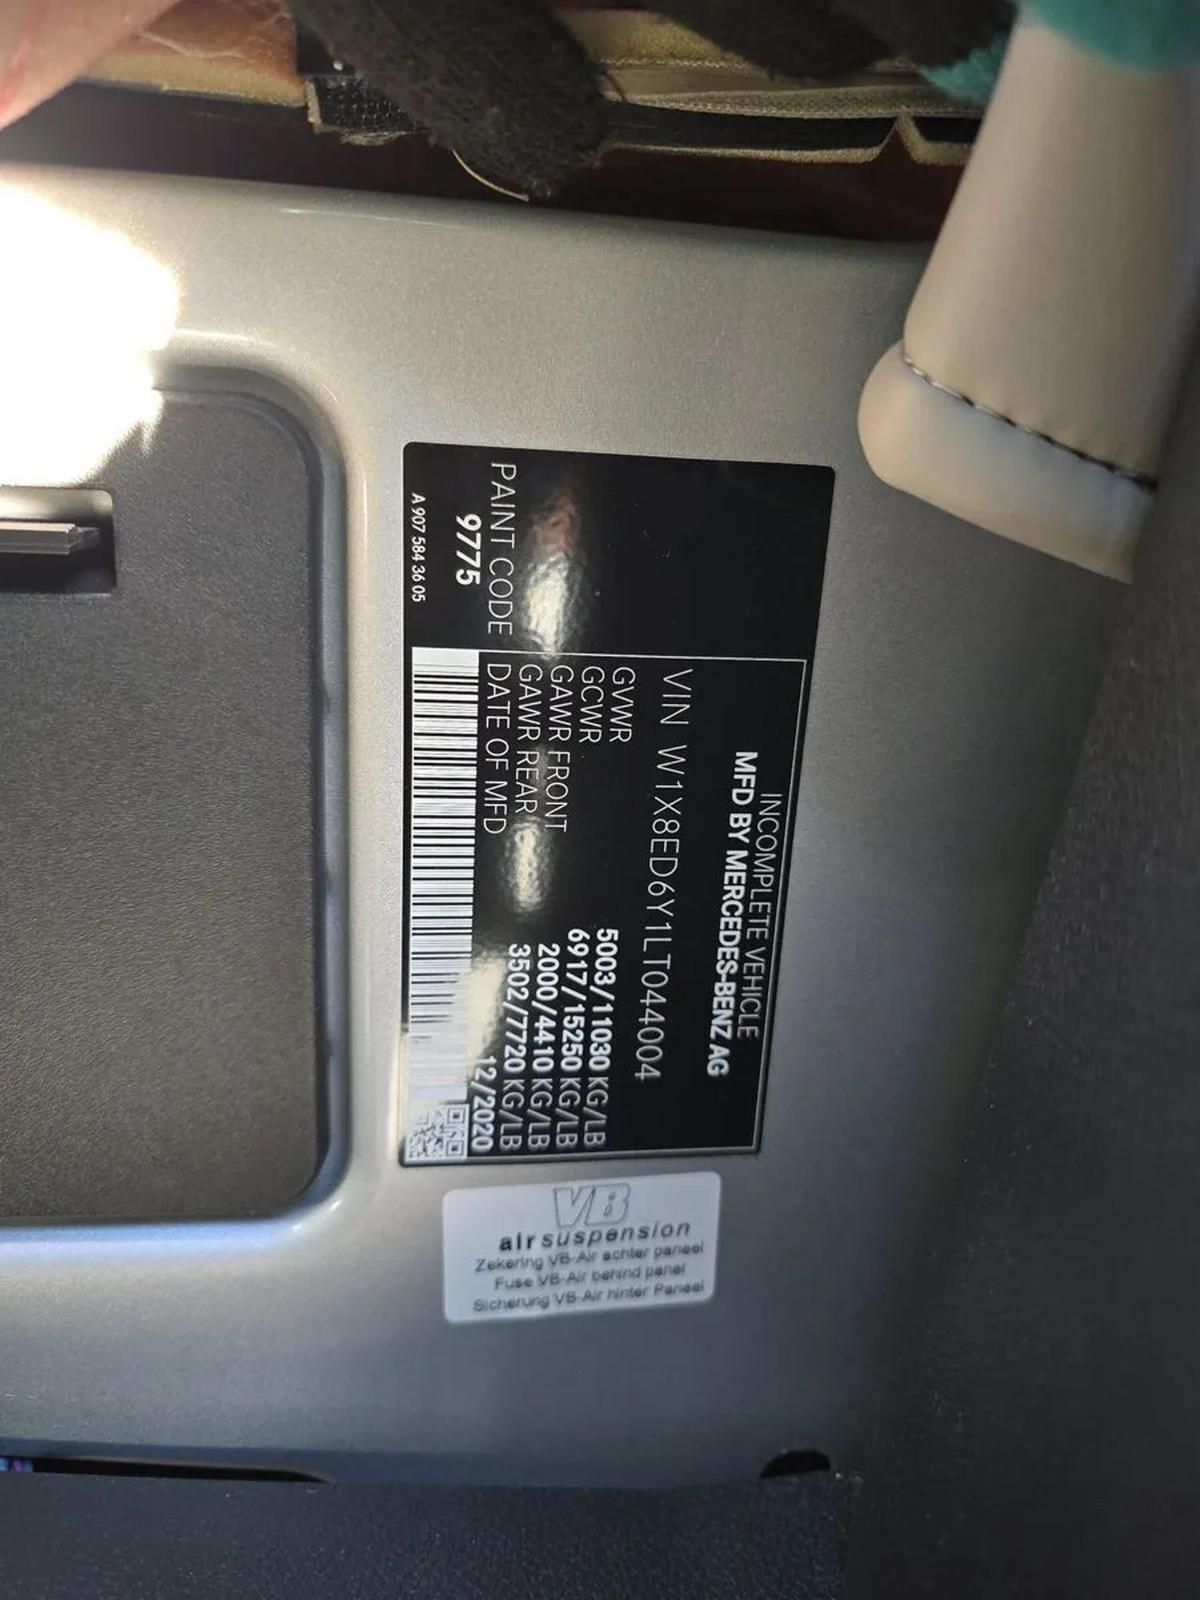 INCOMPLETE VEHICLE
MFD BY MERCEDES-BENZ AG
VIN W1X8ED6Y1LT044004
GVWR 5003/11030 KG/LB
GCWR 6917/15250 KG/LB
GAWR FRONT 2000/4410 KG/LB
GAWR REAR 3502/7720 KG/LB
DATE OF MFD 12/2020
PAINT CODE
9775
A 907 584 36 05
VB
airsuspension
Zekering VB-Air achter paneel
Fuse VB-Air behind panel
Sicherung VB-Air hinter Paneel